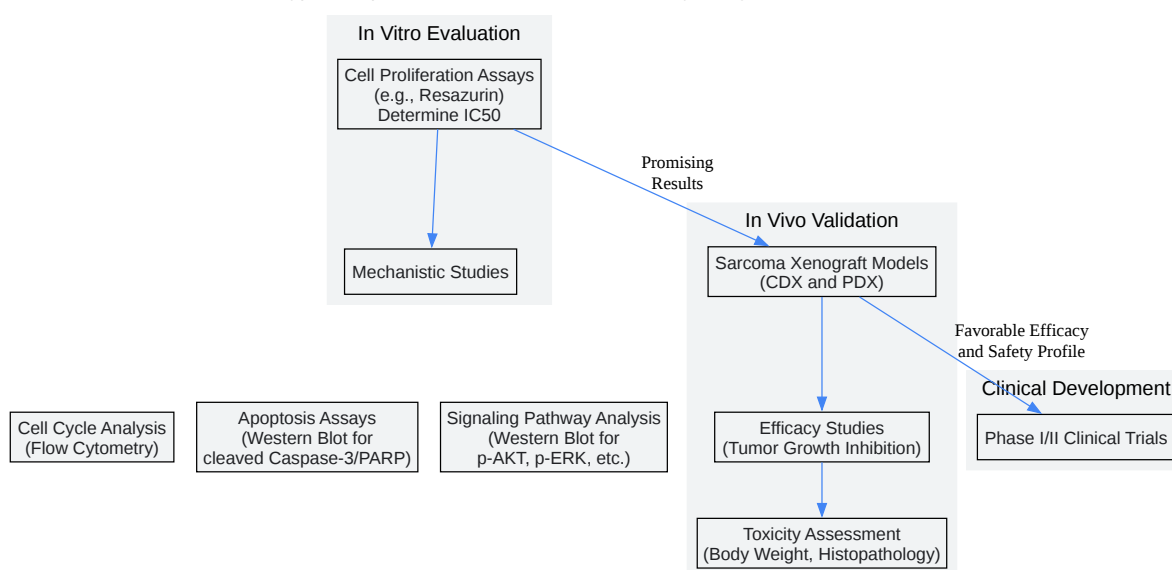 In Vitro Evaluation
Cell Proliferation Assays
(e.g., Resazurin)
Determine IC50
Promising
Results
In Vivo Validation
Mechanistic Studies
Sarcoma Xenograft Models
(CDX and PDX)
Favorable Efficacy
and Safety Profile
Clinical Development
Cell Cycle Analysis
(Flow Cytometry)
Apoptosis Assays
(Western Blot for
cleaved Caspase-3/PARP)
Signaling Pathway Analysis
(Western Blot for
p-AKT, p-ERK, etc.)
Efficacy Studies
(Tumor Growth Inhibition)
Phase I/II Clinical Trials
Toxicity Assessment
(Body Weight, Histopathology)